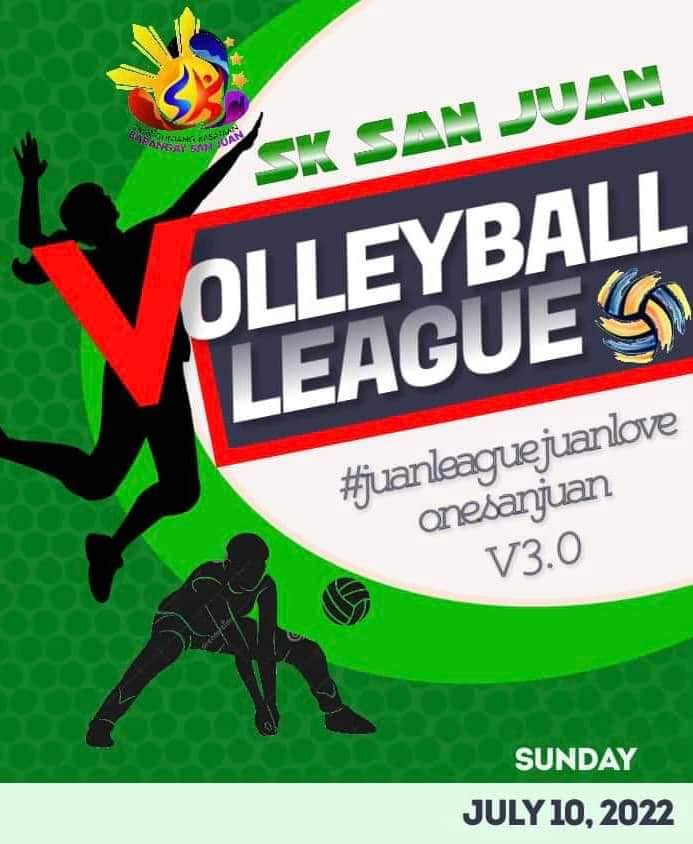 BARANGAY SAN JUAN
SK SAN JUAN
VOLLEYBALL
LEAGUE
#juanleaguejuanlove
onesanjuan
V3.0
SUNDAY
JULY 10, 2022